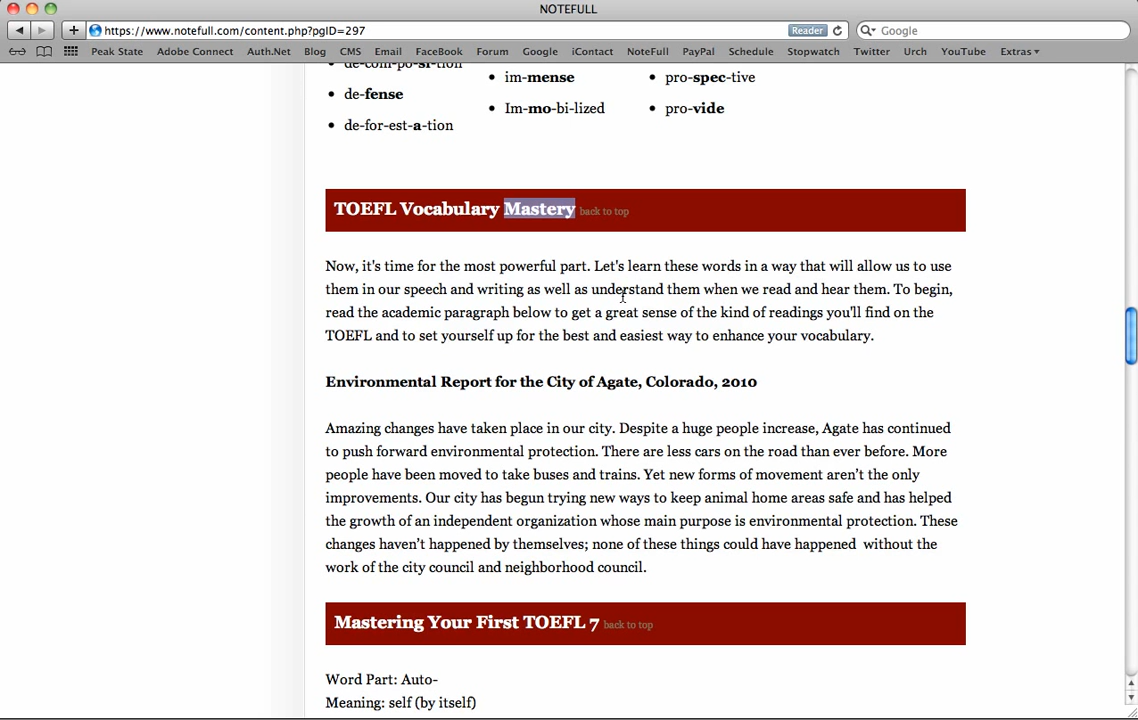 NOTEFULL
https://www.notefull.com/content.php?pgID=297
Reader
Google
Peak State Adobe Connect Auth.Net Blog CMS Email FaceBook Forum Google iContact NoteFull PayPal Schedule Stopwatch Twitter Urch YouTube Extras
de-com-po-si-tion
im-mense
pro-spec-tive
de-fense
Im-mo-bi-lized
pro-vide
de-for-est-a-tion
TOEFL Vocabulary Mastery back to top
Now, it's time for the most powerful part. Let's learn these words in a way that will allow us to use
them in our speech and writing as well as understand them when we read and hear them. To begin,
read the academic paragraph below to get a great sense of the kind of readings you'll find on the
TOEFL and to set yourself up for the best and easiest way to enhance your vocabulary.
Environmental Report for the City of Agate, Colorado, 2010
Amazing changes have taken place in our city. Despite a huge people increase, Agate has continued
to push forward environmental protection. There are less cars on the road than ever before. More
people have been moved to take buses and trains. Yet new forms of movement aren't the only
improvements. Our city has begun trying new ways to keep animal home areas safe and has helped
the growth of an independent organization whose main purpose is environmental protection. These
changes haven't happened by themselves; none of these things could have happened  without the
work of the city council and neighborhood council.
Mastering Your First TOEFL 7 back to top
Word Part: Auto-
Meaning: self (by itself)